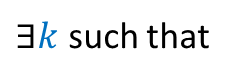 ∃𝑘 such that